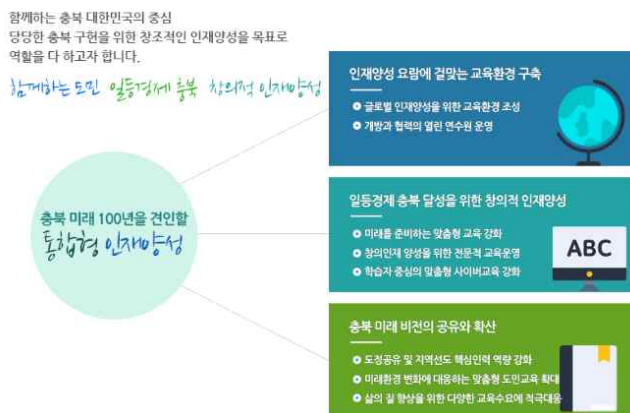 함께하는 충북 대한민국의 중심
당당한 충북 구현을 위한 창조적인 인재양성을 목표로
역할을 다 하고자 합니다.
함께하는 도민 일등경제 충북 창의적 인재양성
충북 미래 100년을 견인할
통합형 인재양성
인재양성 요람에 걸맞는 교육환경 구축
글로벌 인재양성을 위한 교육환경 조성
개방과 협력의 열린 연수원 운영
일등경제 충북 달성을 위한 창의적 인재양성
미래를 준비하는 맞춤형 교육 강화
창의인재 양성을 위한 전문적 교육운영
학습자 중심의 맞춤형 사이버교육 강화
ABC
충북 미래 비전의 공유와 확산
도정공유 및 지역선도 핵심인력 역량 강화
미래환경 변화에 대응하는 맞춤형 도민교육 확대
삶의 질 향상을 위한 다양한 교육수요에 적극대응